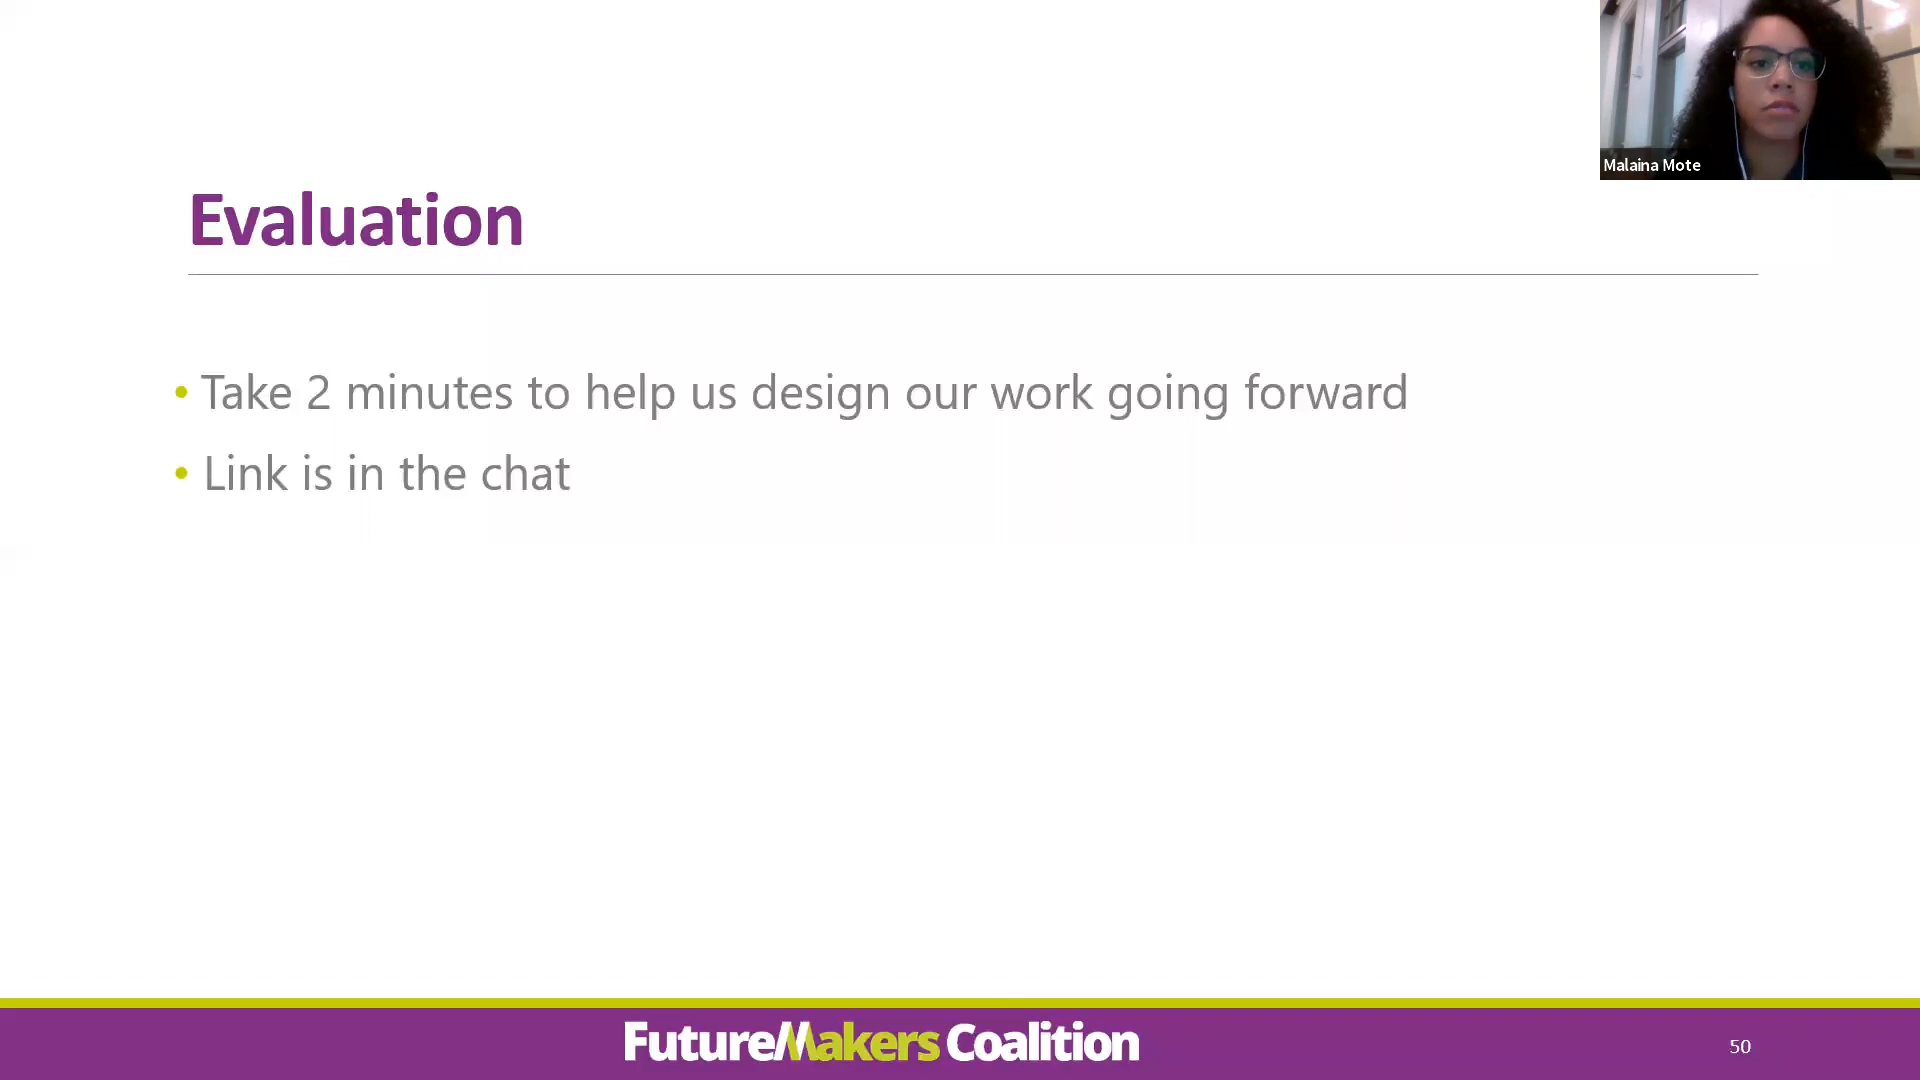 Malaina Mote
Evaluation
• Take 2 minutes to help us design our work going forward
• Link is in the chat
FutureMakers Coalition
50